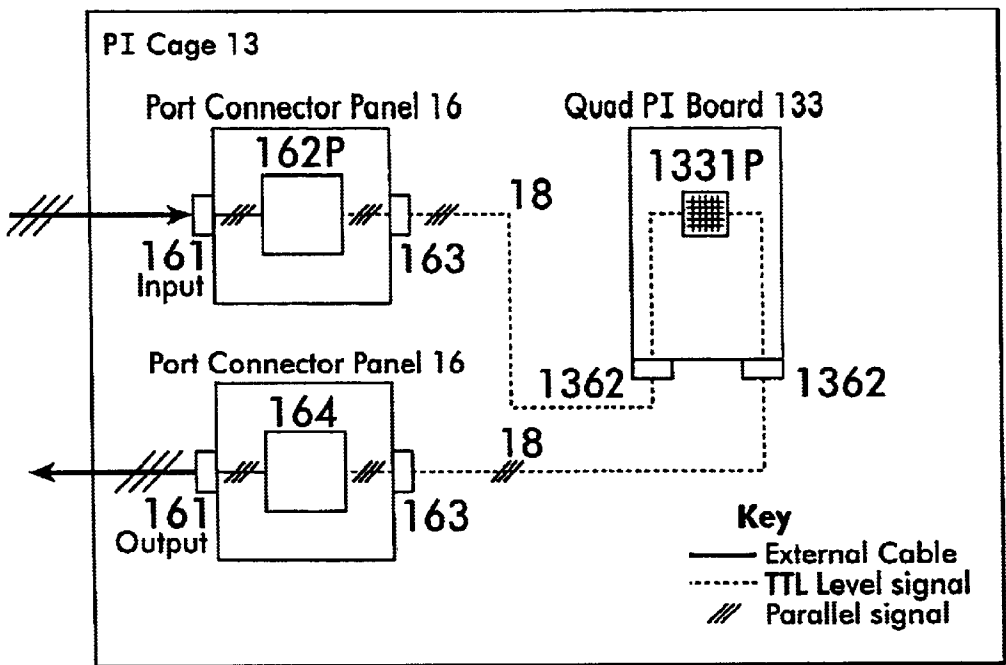 PI Cage 13
Port Connector Panel 16
162P
161
Input
163
18
Quad PI Board 133
1331P
1362
1362
Port Connector Panel 16
164
161
Output
163
18
Key
External Cable
TTL Level signal
Parallel signal